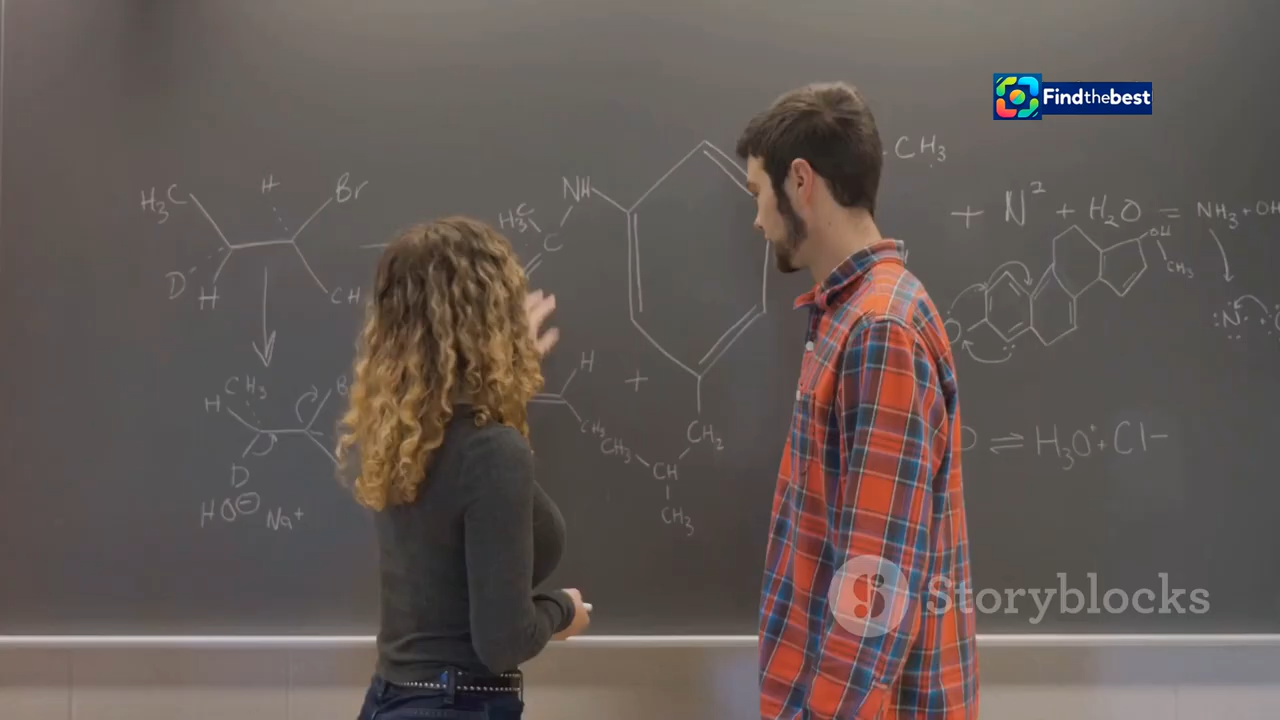 Findthebest
H₃C
H
Br
D
H
CH
CH₃
H
B
D
HO⊖ Na⁺
H₃C
C
NH
H
CH₃
+
CH₂
CH₃
CH
CH₃
CH₃
+ N² + H₂O = NH₃ + OH
OH
CH₃
:N· +
⇌ H₃O⁺ + Cl−
Storyblocks